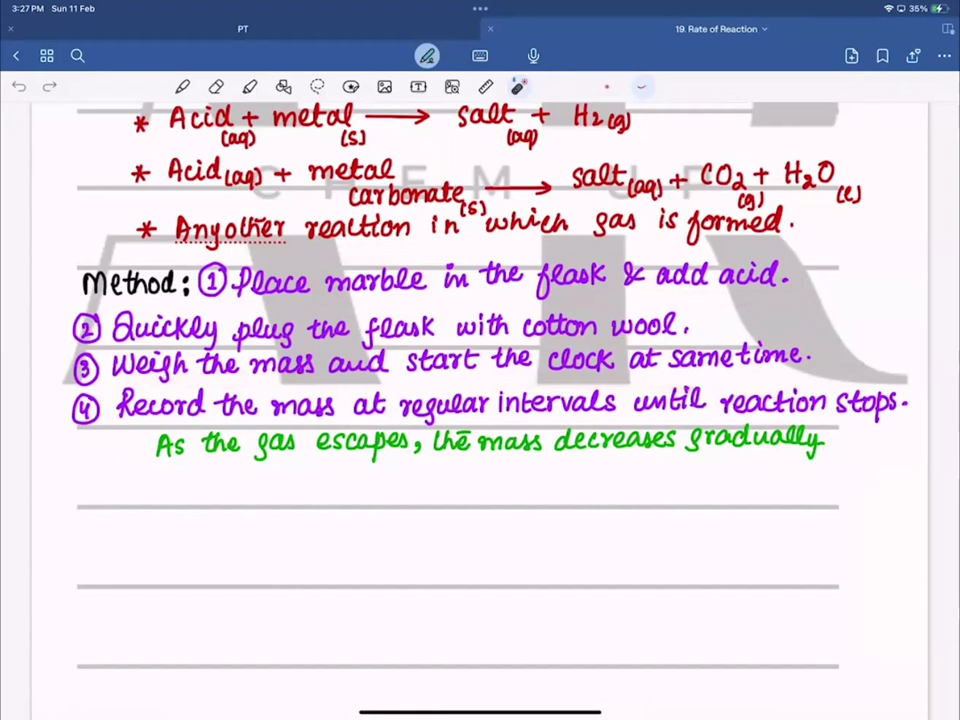 3:27 PM Sun 11 Feb
35%
PT
19. Rate of Reaction
* Acid(aq) + metal(s) → salt(aq) + H2(g)
* Acid(aq) + metal carbonate(s) → salt(aq) + CO2(g) + H2O(l)
CHEM UP
* Anyother reaction in which gas is formed.
Method: ① Place marble in the flask & add acid.
② Quickly plug the flask with cotton wool.
③ Weigh the mass and start the clock at same time.
④ Record the mass at regular intervals until reaction stops.
As the gas escapes, the mass decreases gradually